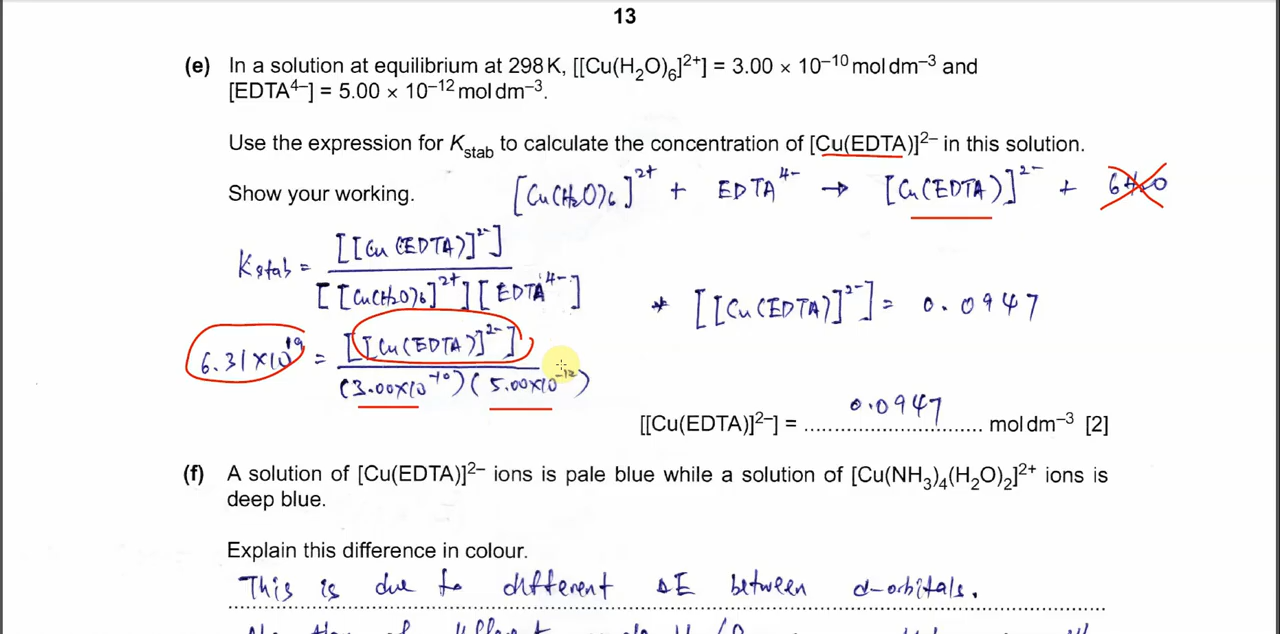 13
(e) In a solution at equilibrium at 298 K, [[Cu(H₂O)₆]²⁺] = 3.00 × 10⁻¹⁰ mol dm⁻³ and
[EDTA⁴⁻] = 5.00 × 10⁻¹² mol dm⁻³.
Use the expression for K_stab to calculate the concentration of [Cu(EDTA)]²⁻ in this solution.
Show your working.
[Cu(H₂O)₆]²⁺ + EDTA⁴⁻ → [Cu(EDTA)]²⁻ + 6H₂O
Kstab = [[Cu(EDTA)]²⁻] / [[Cu(H₂O)₆]²⁺][EDTA⁴⁻]
* [[Cu(EDTA)]²⁻] = 0.0947
6.31×10¹⁹ = [[Cu(EDTA)]²⁻] / (3.00×10⁻¹⁰)(5.00×10⁻¹²)
[[Cu(EDTA)]²⁻] = 0.0947 mol dm⁻³ [2]
(f) A solution of [Cu(EDTA)]²⁻ ions is pale blue while a solution of [Cu(NH₃)₄(H₂O)₂]²⁺ ions is
deep blue.
Explain this difference in colour.
This is due to different ΔE between d-orbitals.